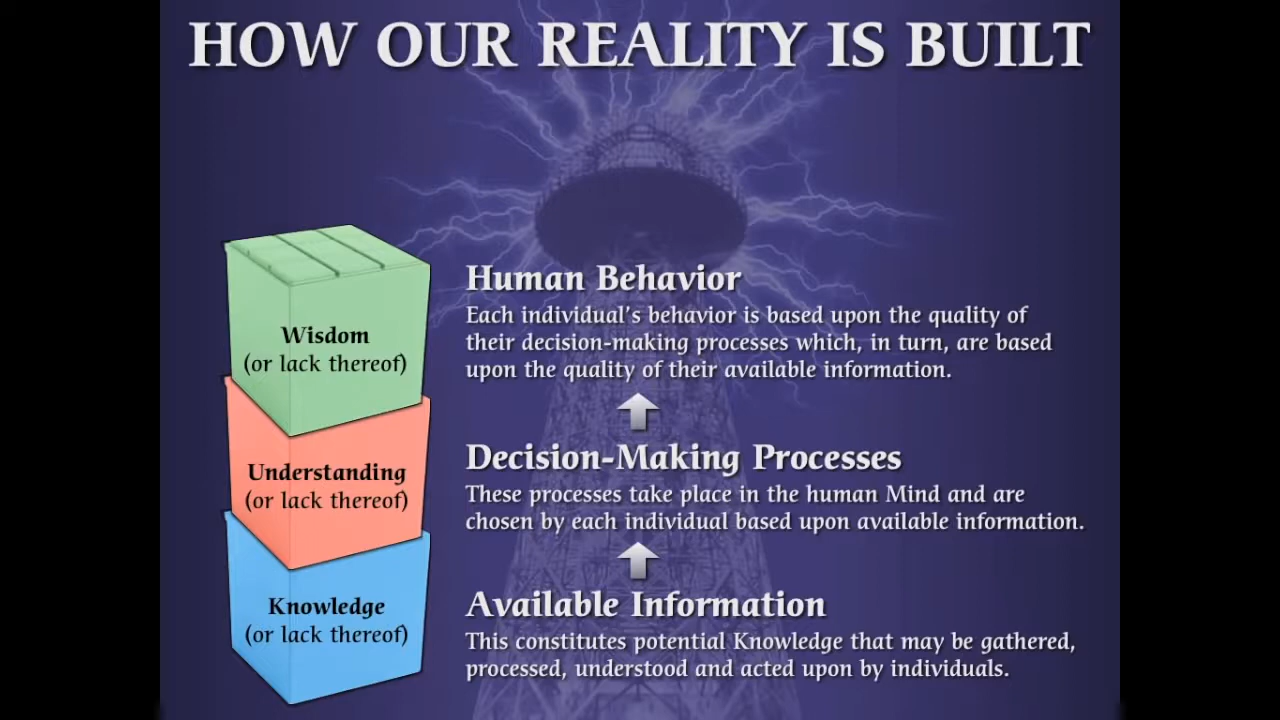 HOW OUR REALITY IS BUILT
Wisdom
(or lack thereof)
Human Behavior
Each individual's behavior is based upon the quality of
their decision-making processes which, in turn, are based
upon the quality of their available information.
Understanding
(or lack thereof)
Decision-Making Processes
These processes take place in the human Mind and are
chosen by each individual based upon available information.
Knowledge
(or lack thereof)
Available Information
This constitutes potential Knowledge that may be gathered,
processed, understood and acted upon by individuals.